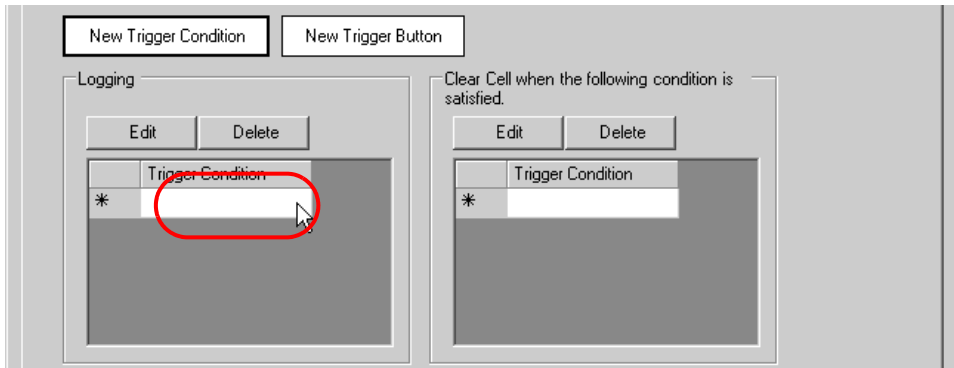 New Trigger Condition New Trigger Button
Logging
Edit Delete
Trigger Condition
*
Clear Cell when the following condition is
satisfied.
Edit Delete
Trigger Condition
*